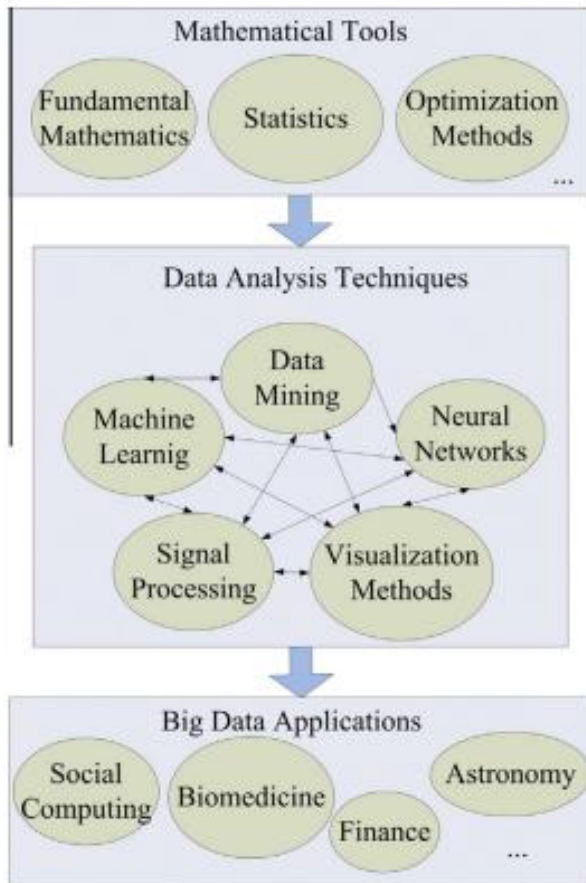 Mathematical Tools
Fundamental
Mathematics
Statistics
Optimization
Methods
...
Data Analysis Techniques
Data
Mining
Machine
Learnig
Neural
Networks
Signal
Processing
Visualization
Methods
Big Data Applications
Social
Computing
Biomedicine
Finance
Astronomy
...